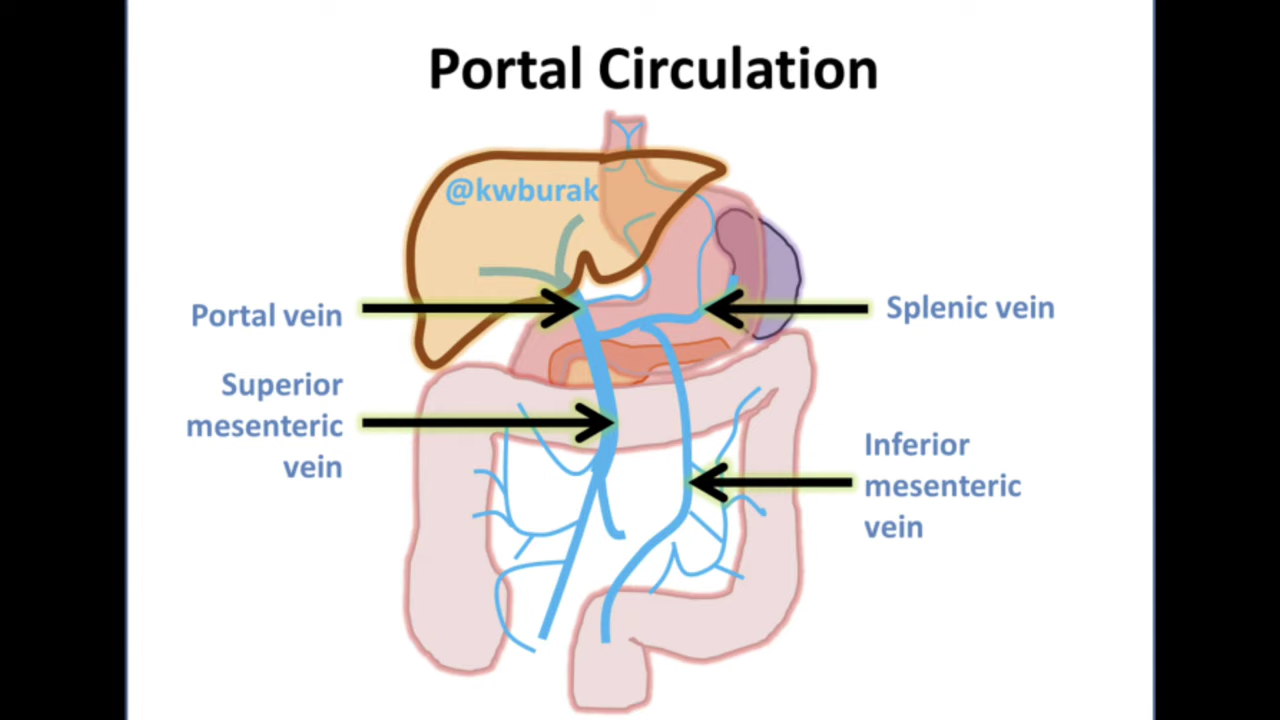 Portal Circulation
@kwburak
Portal vein
Splenic vein
Superior
mesenteric
vein
Inferior
mesenteric
vein